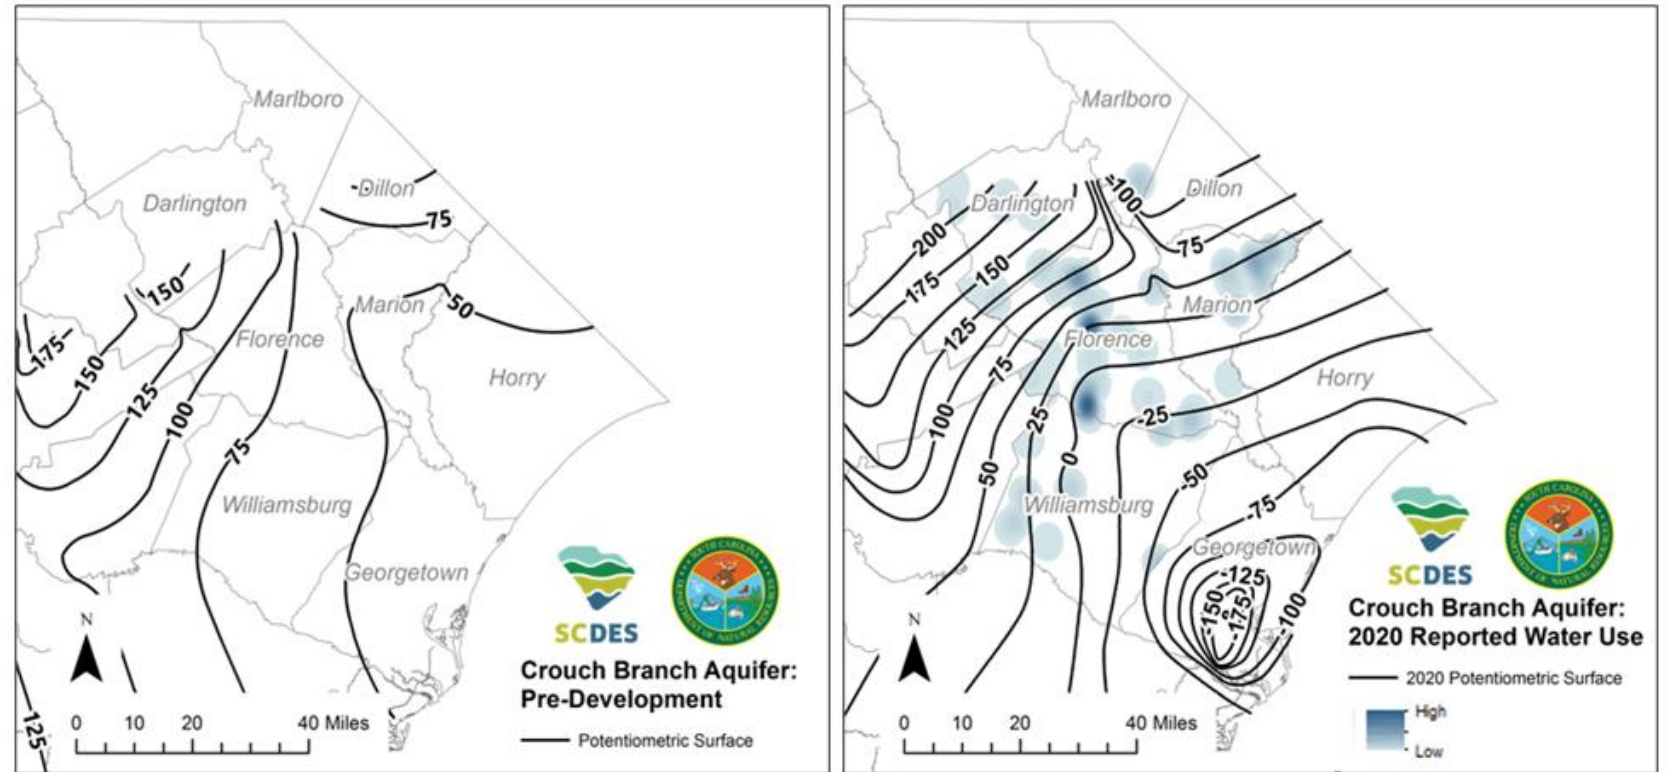 Marlboro
Dillon
75
Darlington
150
Marion
50
175
Florence
150
125
Horry
100
75
Williamsburg
Georgetown
N
SCDES
Crouch Branch Aquifer:
Pre-Development
125
0 10 20 40 Miles
Potentiometric Surface
Marlboro
Dillon
100
Darlington
200
75
150
175
Marion
125
Florence
75
Horry
100
25
-25
50
0
-50
-75
Williamsburg
Georgetown
SOUTH CAROLINA
-125
SCDES
-150
-175
-100
Crouch Branch Aquifer:
2020 Reported Water Use
N
2020 Potentiometric Surface
High
Low
0 10 20 40 Miles